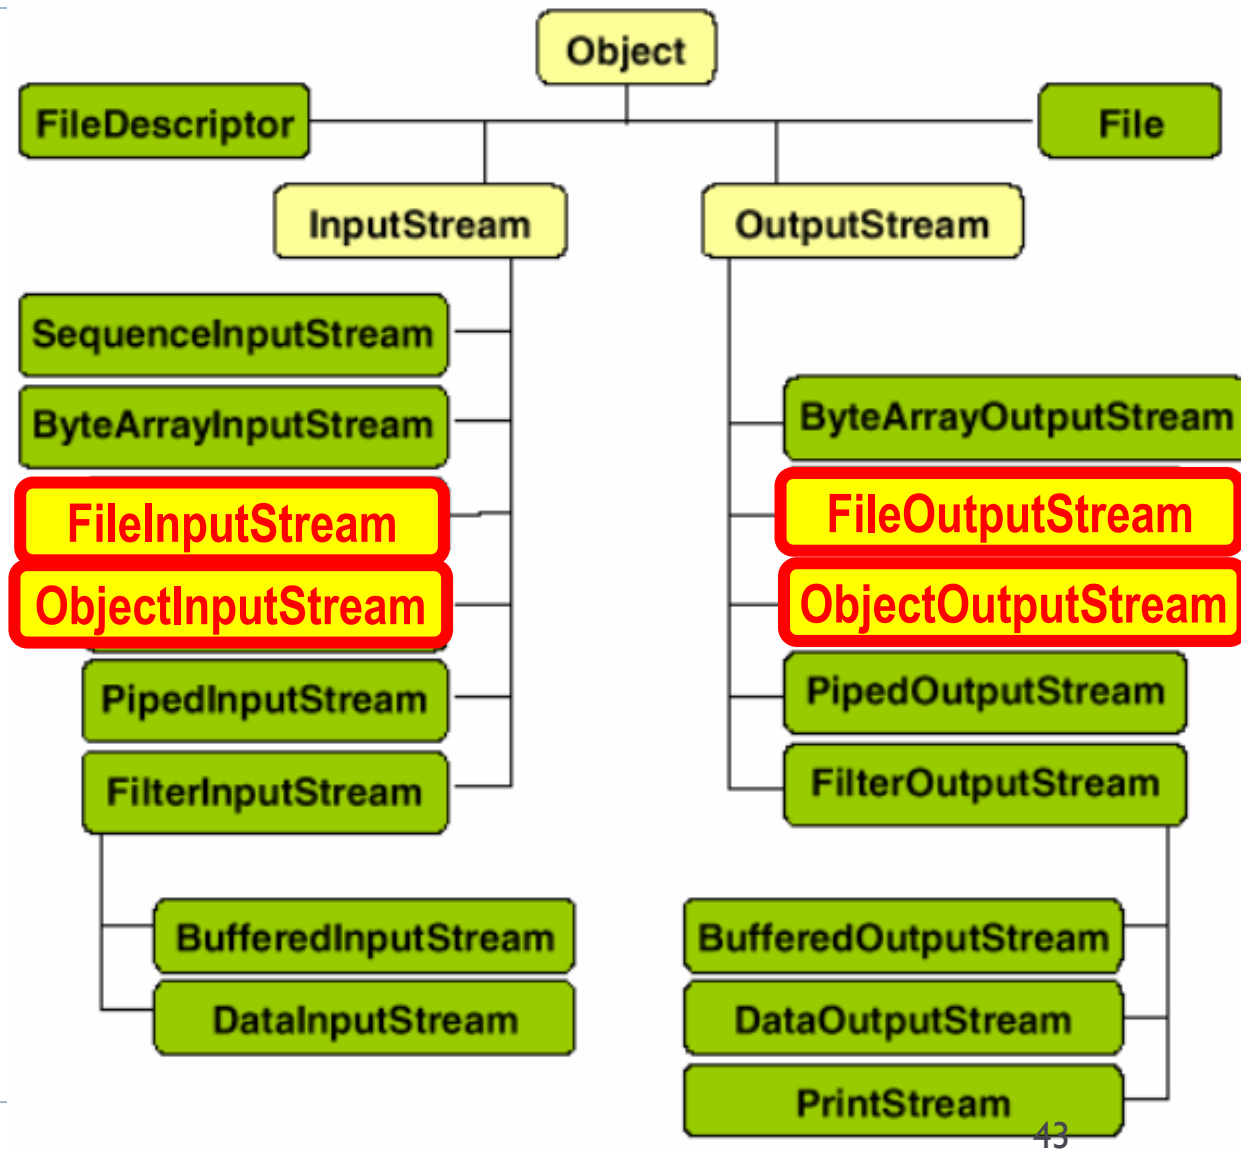 Object
FileDescriptor
File
InputStream
OutputStream
SequenceInputStream
ByteArrayInputStream
ByteArrayOutputStream
FileInputStream
FileOutputStream
ObjectInputStream
ObjectOutputStream
PipedInputStream
PipedOutputStream
FilterInputStream
FilterOutputStream
BufferedInputStream
BufferedOutputStream
DataInputStream
DataOutputStream
PrintStream
43